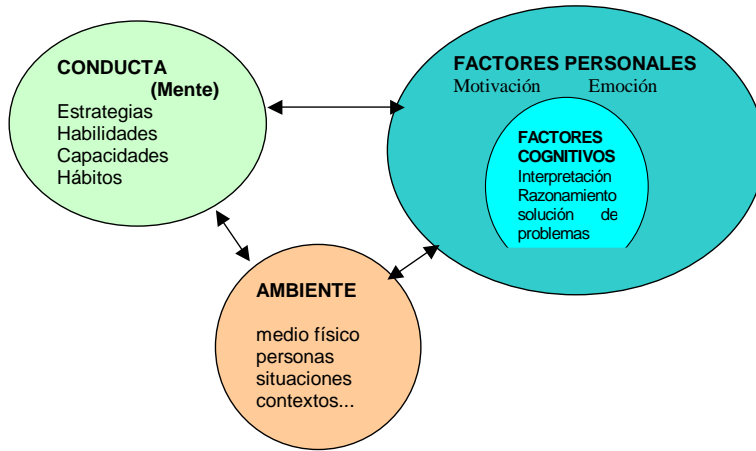 CONDUCTA
(Mente)
Estrategias
Habilidades
Capacidades
Hábitos
FACTORES PERSONALES
Motivación Emoción
FACTORES
COGNITIVOS
Interpretación
Razonamiento
solución de
problemas
AMBIENTE
medio físico
personas
situaciones
contextos...